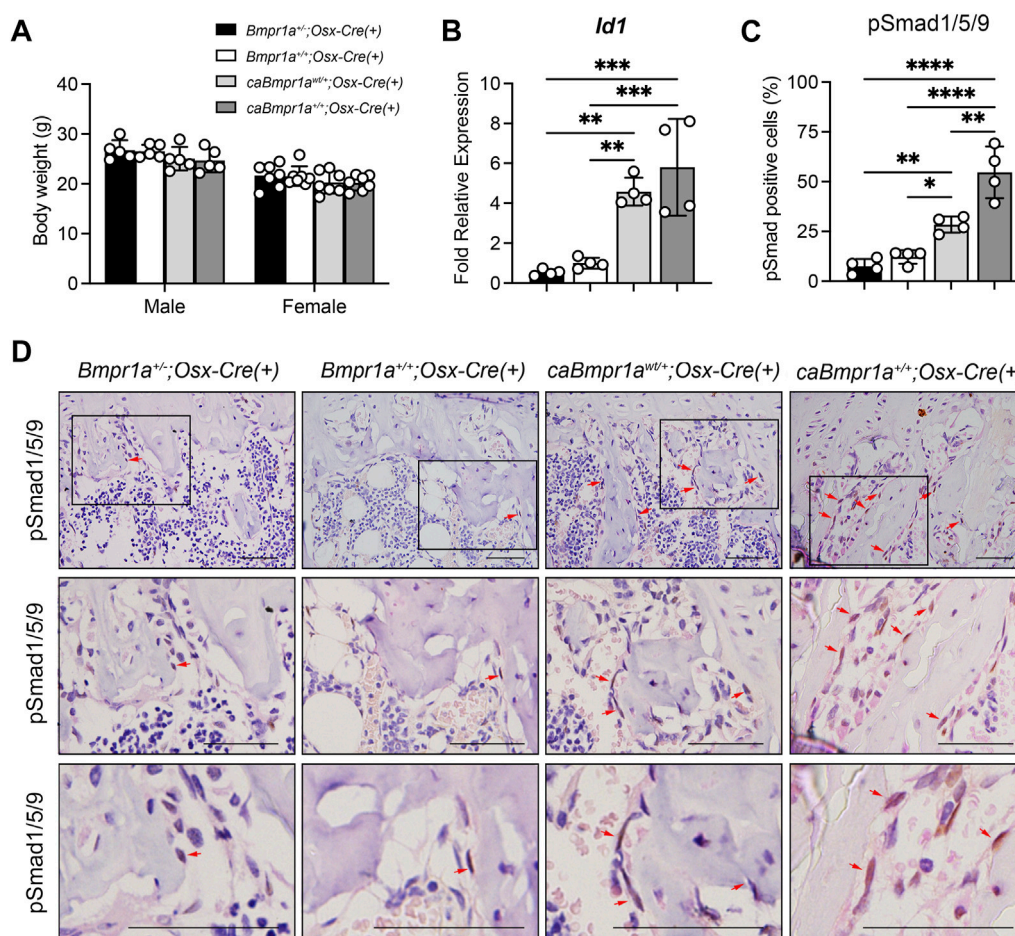 A
Bmpr1a+/-;Osx-Cre(+)
Bmpr1a+/+;Osx-Cre(+)
caBmpr1awt/+;Osx-Cre(+)
caBmpr1a+/+;Osx-Cre(+)
Body weight (g)
40
30
20
10
0
Male
Female
B
Id1
Fold Relative Expression
10
8
6
4
2
0
***
***
**
**
C
pSmad1/5/9
pSmad positive cells (%)
100
75
50
25
0
****
****
**
**
*
D
Bmpr1a+/-;Osx-Cre(+)
Bmpr1a+/+;Osx-Cre(+)
caBmpr1awt/+;Osx-Cre(+)
caBmpr1a+/+;Osx-Cre(+
pSmad1/5/9
pSmad1/5/9
pSmad1/5/9